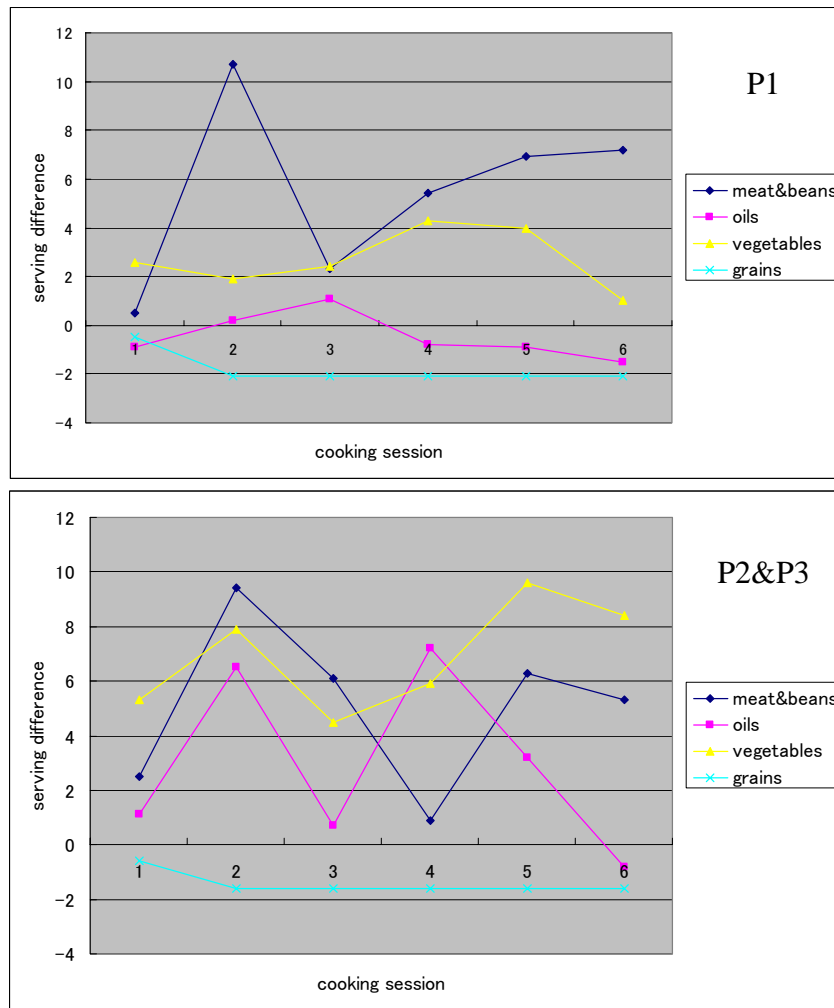 12
10
8
6
4
2
0
-2
-4
serving difference
1 2 3 4 5 6
cooking session
P1
meat&beans
oils
vegetables
grains
12
10
8
6
4
2
0
-2
-4
serving difference
1 2 3 4 5 6
cooking session
P2&P3
meat&beans
oils
vegetables
grains